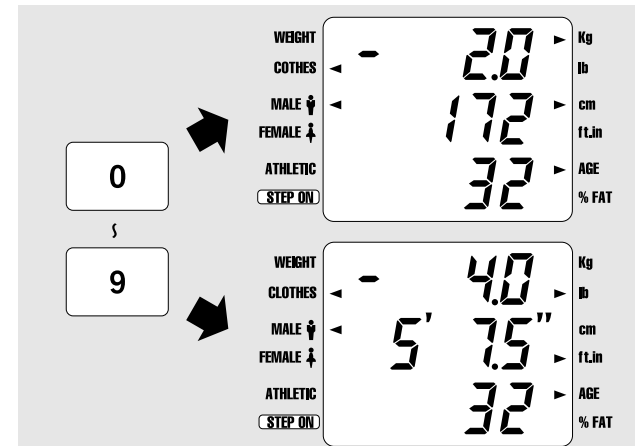 WEIGHT - 2.0 Kg
COTHES lb
MALE 172 cm
FEMALE ft.in
ATHLETIC 32 AGE
STEP ON % FAT
0
~
9
WEIGHT - 4.0 Kg
CLOTHES lb
MALE 5' 7.5" cm
FEMALE ft.in
ATHLETIC 32 AGE
STEP ON % FAT